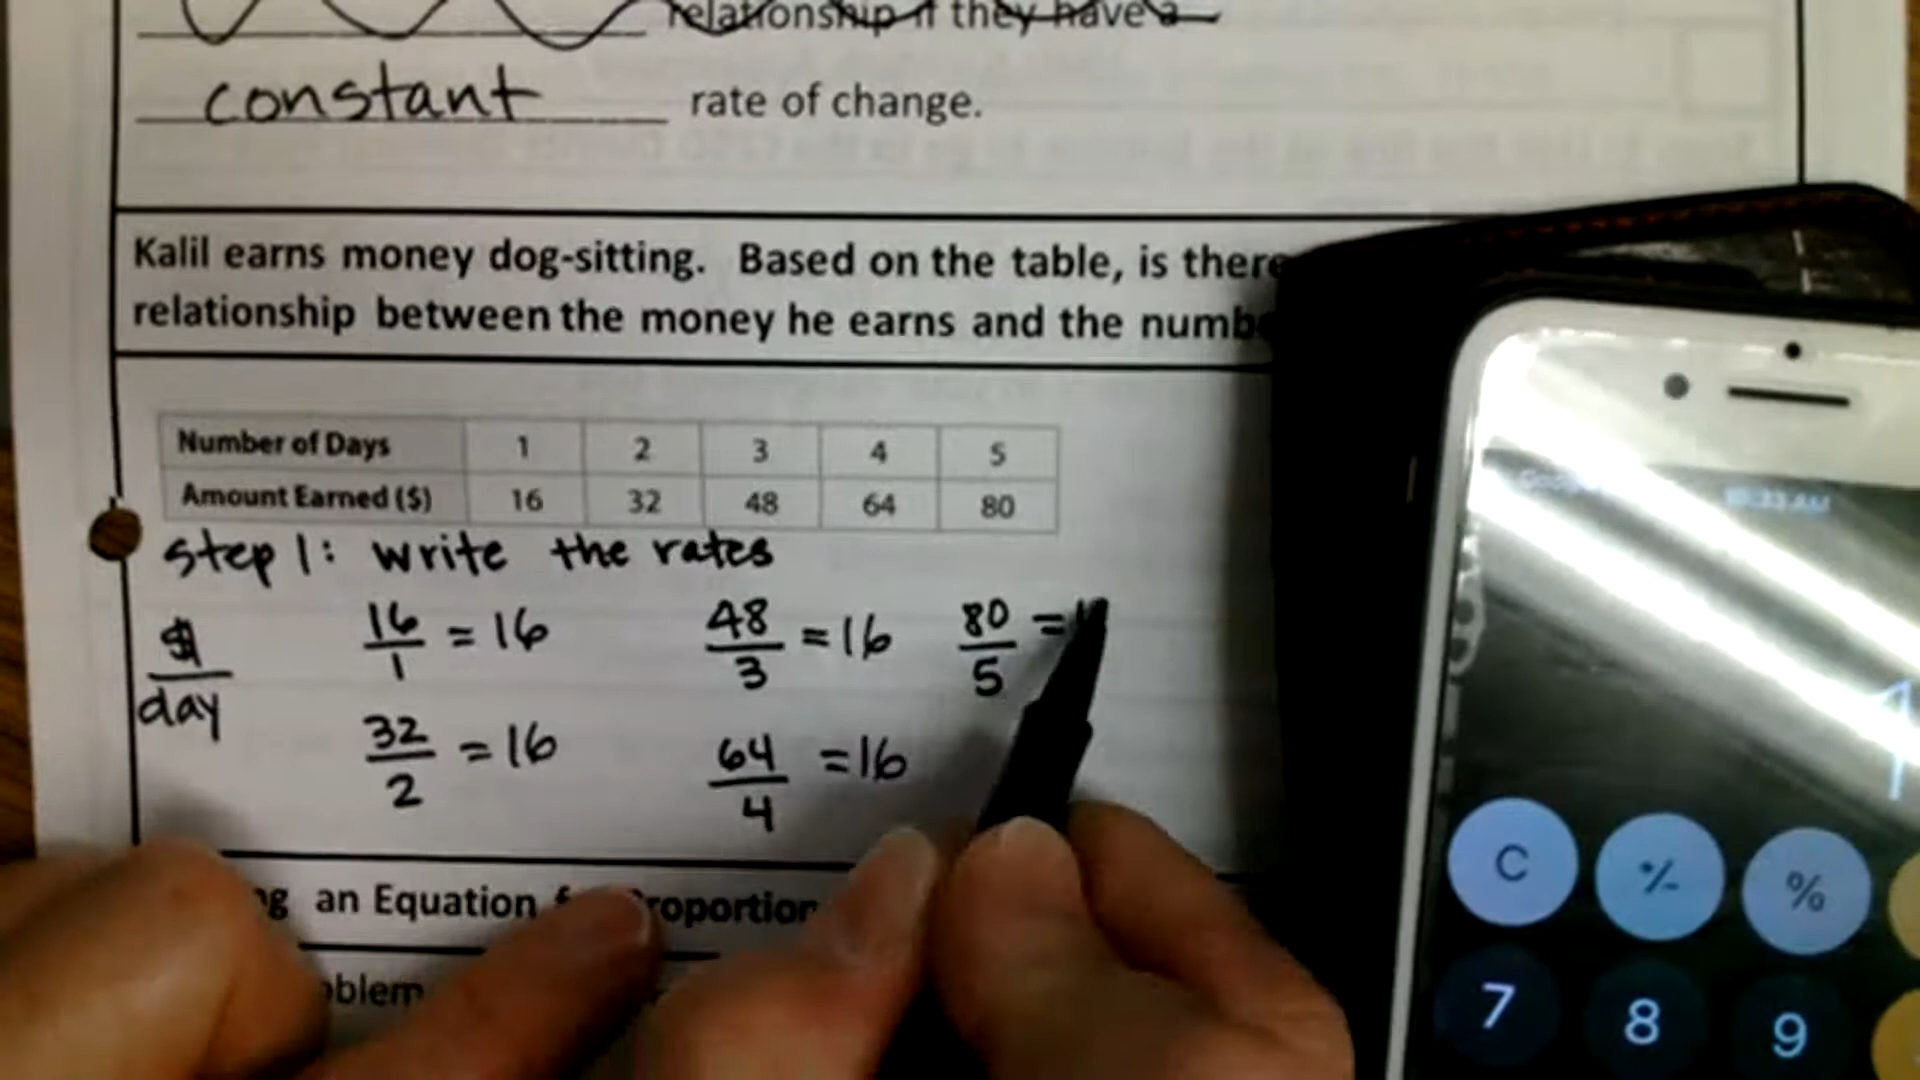 relationship if they have a
constant rate of change.
Kalil earns money dog-sitting. Based on the table, is there
relationship between the money he earns and the numb
Number of Days 1 2 3 4 5
Amount Earned ($) 16 32 48 64 80
step 1: write the rates
$/day
16/1 = 16
48/3 = 16
80/5 =
32/2 = 16
64/4 = 16
an Equation
:33 AM
C +/- %
7 8 9